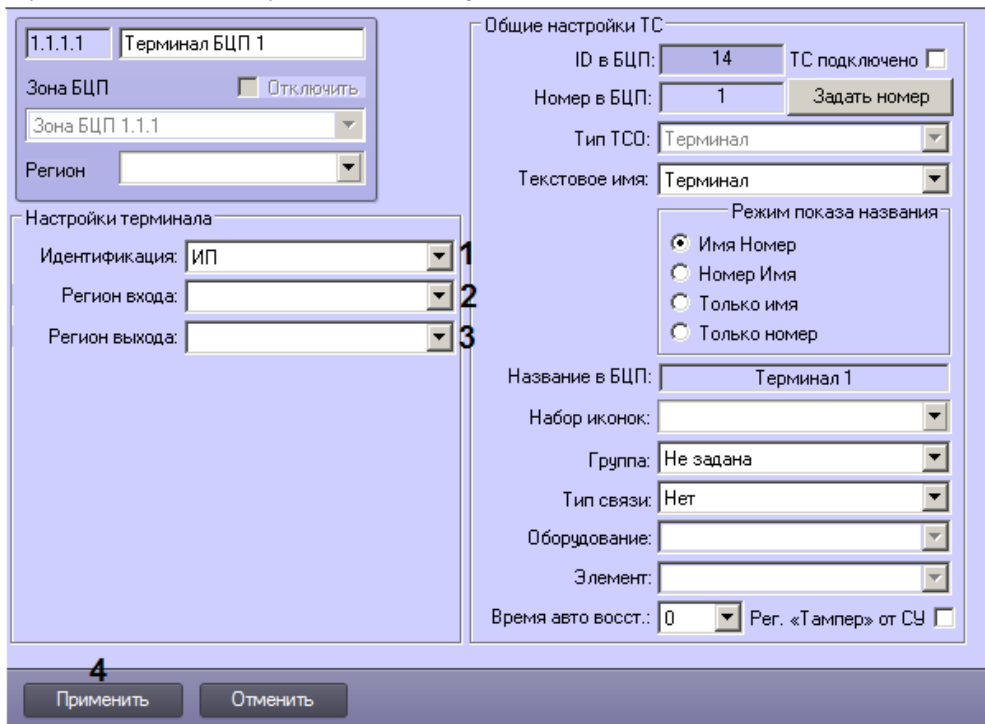 1.1.1.1 Терминал БЦП 1
Зона БЦП Отключить
Зона БЦП 1.1.1
Регион
Настройки терминала
Идентификация: ИП 1
Регион входа: 2
Регион выхода: 3
Общие настройки ТС
ID в БЦП: 14 ТС подключено
Номер в БЦП: 1 Задать номер
Тип ТСО: Терминал
Текстовое имя: Терминал
Режим показа названия
Имя Номер
Номер Имя
Только имя
Только номер
Название в БЦП: Терминал 1
Набор иконок:
Группа: Не задана
Тип связи: Нет
Оборудование:
Элемент:
Время авто восст.: 0 Рег. «Тампер» от СУ
4
Применить Отменить